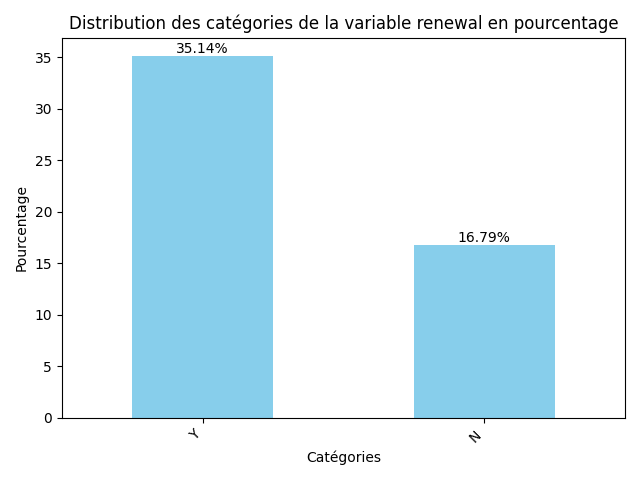 Distribution des catégories de la variable renewal en pourcentage
35.14%
16.79%
35
30
25
20
15
10
5
0
Pourcentage
Y
N
Catégories